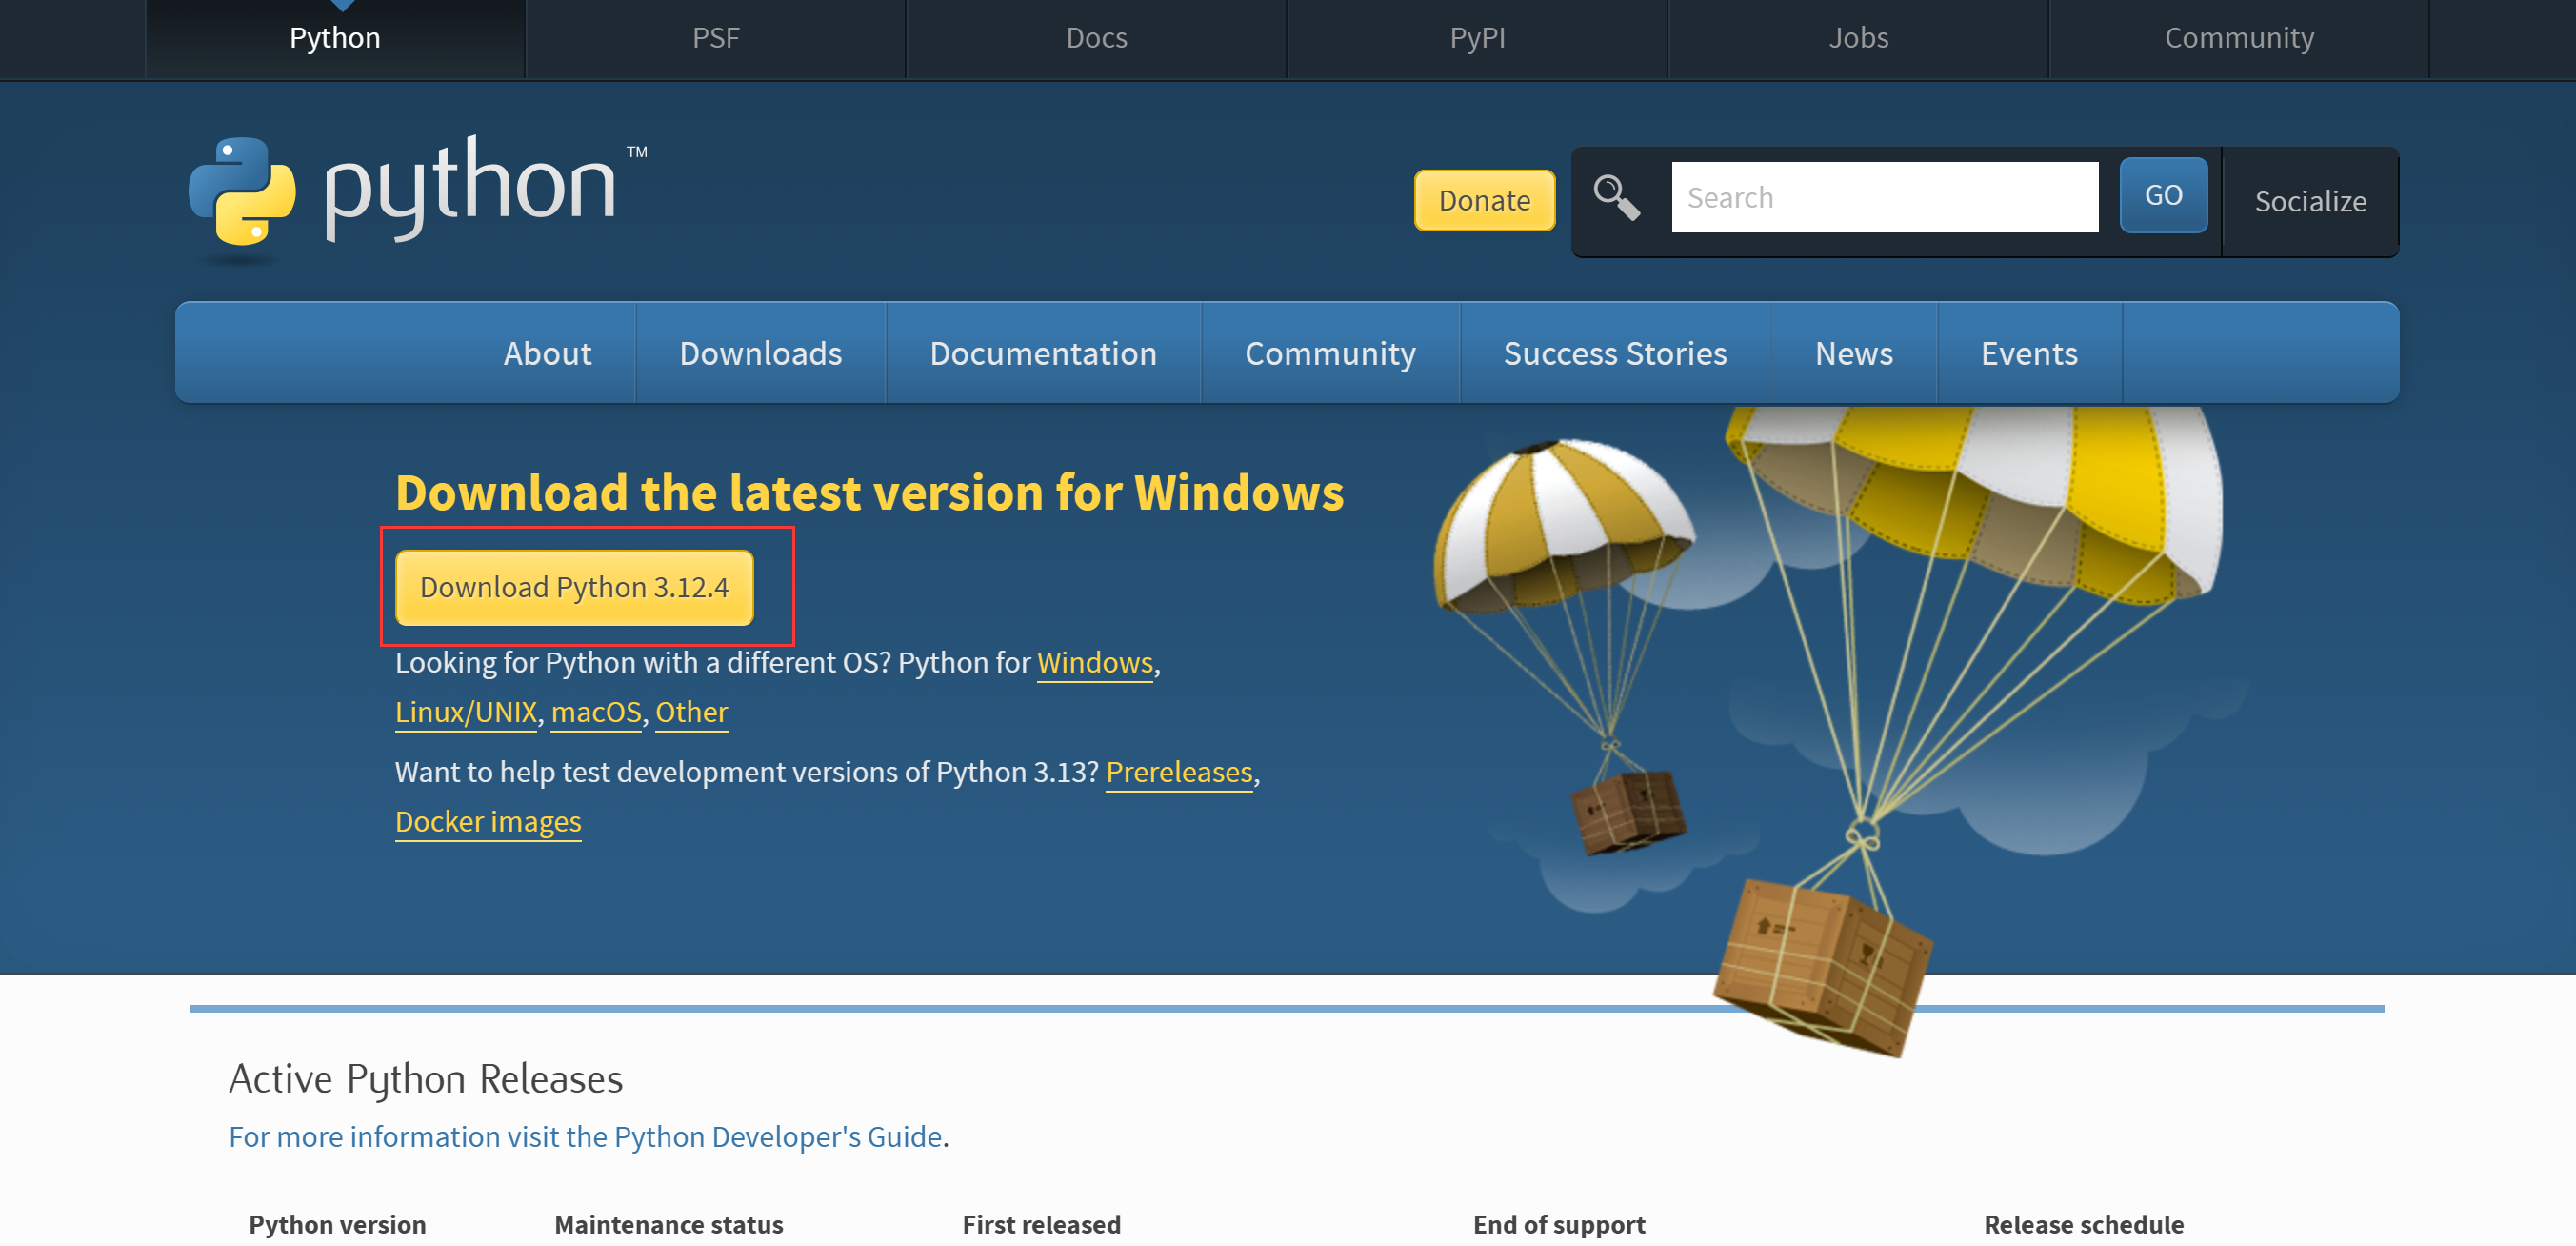 Python PSF Docs PyPI Jobs Community
python™
Donate Search GO Socialize
About Downloads Documentation Community Success Stories News Events
Download the latest version for Windows
Download Python 3.12.4
Looking for Python with a different OS? Python for Windows,
Linux/UNIX, macOS, Other
Want to help test development versions of Python 3.13? Prereleases,
Docker images
Active Python Releases
For more information visit the Python Developer's Guide.
Python version Maintenance status First released End of support Release schedule